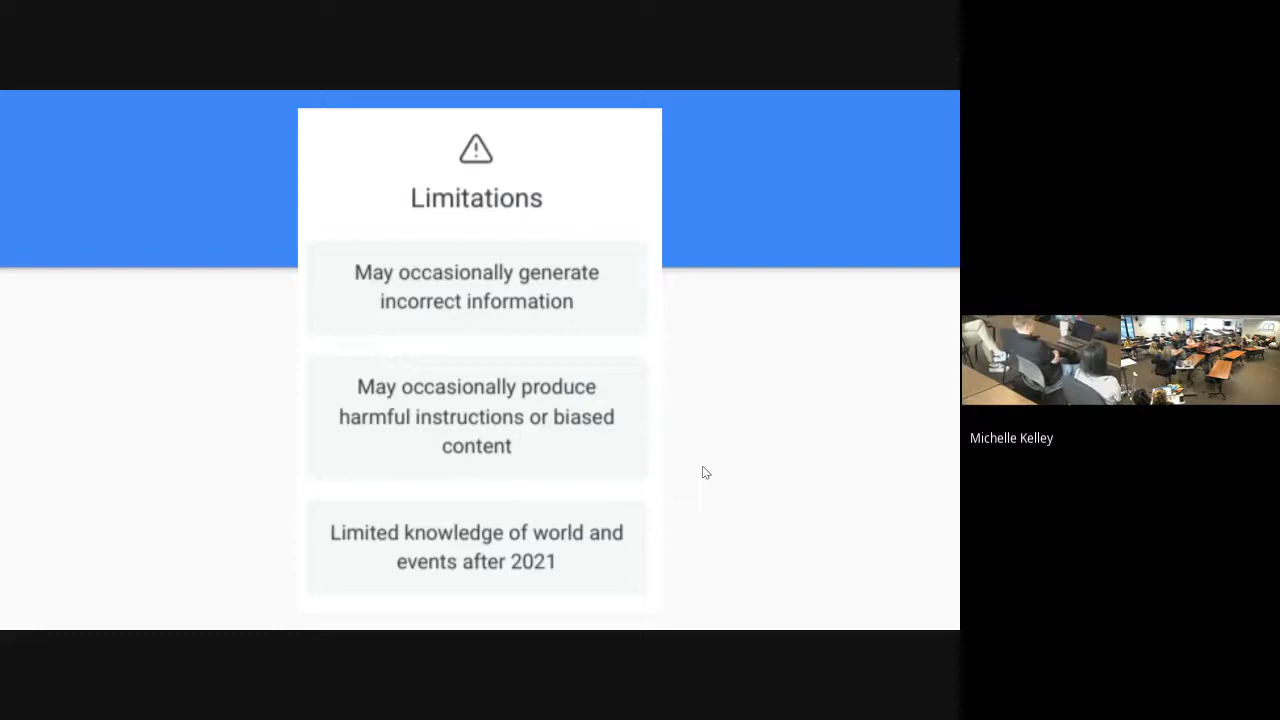 Limitations
May occasionally generate
incorrect information
May occasionally produce
harmful instructions or biased
content
Limited knowledge of world and
events after 2021
Michelle Kelley